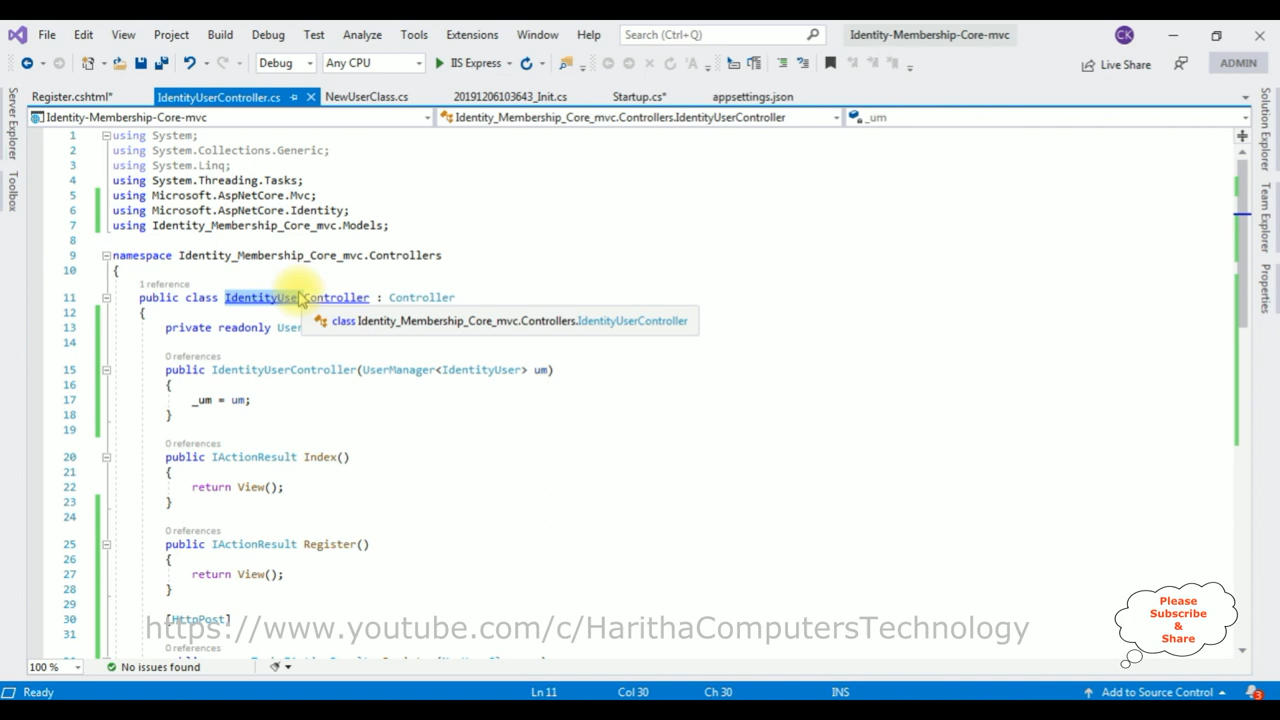 File Edit View Project Build Debug Test Analyze Tools Extensions Window Help Search (Ctrl+Q) Identity-Membership-Core-mvc CK
Debug Any CPU IIS Express Live Share ADMIN
Register.cshtml* IdentityUserController.cs NewUserClass.cs 20191206103643_Init.cs Startup.cs* appsettings.json
Identity-Membership-Core-mvc Identity_Membership_Core_mvc.Controllers.IdentityUserController _um
Server Explorer
Toolbox
Solution Explorer
Team Explorer
Properties
1 using System;
2 using System.Collections.Generic;
3 using System.Linq;
4 using System.Threading.Tasks;
5 using Microsoft.AspNetCore.Mvc;
6 using Microsoft.AspNetCore.Identity;
7 using Identity_Membership_Core_mvc.Models;
8
9 namespace Identity_Membership_Core_mvc.Controllers
10 {
1 reference
11 public class IdentityUserController : Controller
12 {
class Identity_Membership_Core_mvc.Controllers.IdentityUserController
13 private readonly User
14
0 references
15 public IdentityUserController(UserManager<IdentityUser> um)
16 {
17 _um = um;
18 }
19
0 references
20 public IActionResult Index()
21 {
22 return View();
23 }
24
0 references
25 public IActionResult Register()
26 {
27 return View();
28 }
29
30 [HttpPost]
31
0 references
https://www.youtube.com/c/HarithaComputersTechnology
Please
Subscribe
&
Share
100 % No issues found
Ready Ln 11 Col 30 Ch 30 INS Add to Source Control 3